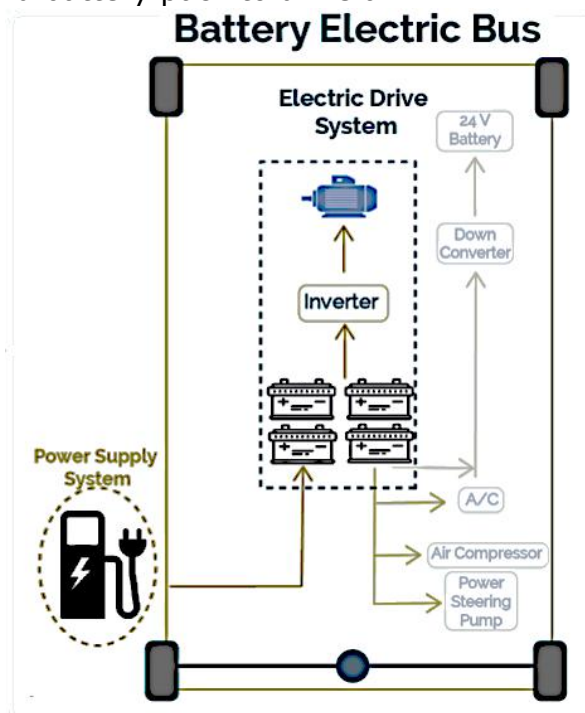 Battery Electric Bus
Electric Drive
System
24 V
Battery
Down
Converter
Inverter
Power Supply
System
A/C
Air Compressor
Power
Steering
Pump